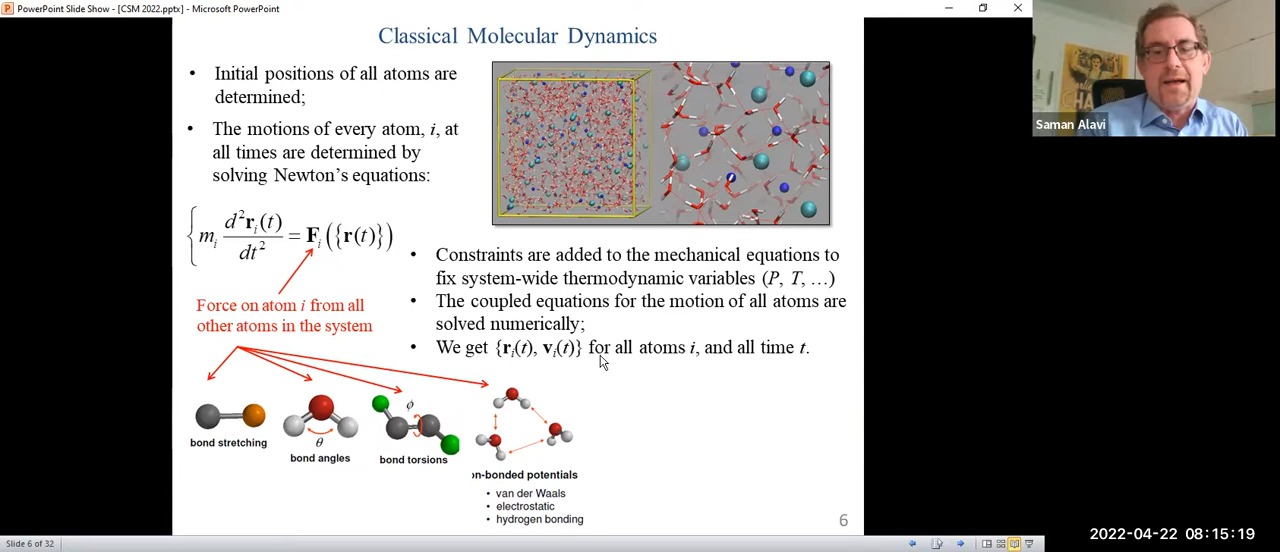 PowerPoint Slide Show - [CSM 2022.pptx] - Microsoft PowerPoint
Classical Molecular Dynamics
• Initial positions of all atoms are
determined;
• The motions of every atom, i, at
all times are determined by
solving Newton's equations:
{ mᵢ d²rᵢ(t)/dt² = Fᵢ({r(t)})
Force on atom i from all
other atoms in the system
• Constraints are added to the mechanical equations to
fix system-wide thermodynamic variables (P, T, …)
• The coupled equations for the motion of all atoms are
solved numerically;
• We get {rᵢ(t), vᵢ(t)} for all atoms i, and all time t.
bond stretching
θ
bond angles
ϕ
bond torsions
on-bonded potentials
• van der Waals
• electrostatic
• hydrogen bonding
6
Saman Alavi
Slide 6 of 32
2022-04-22 08:15:19